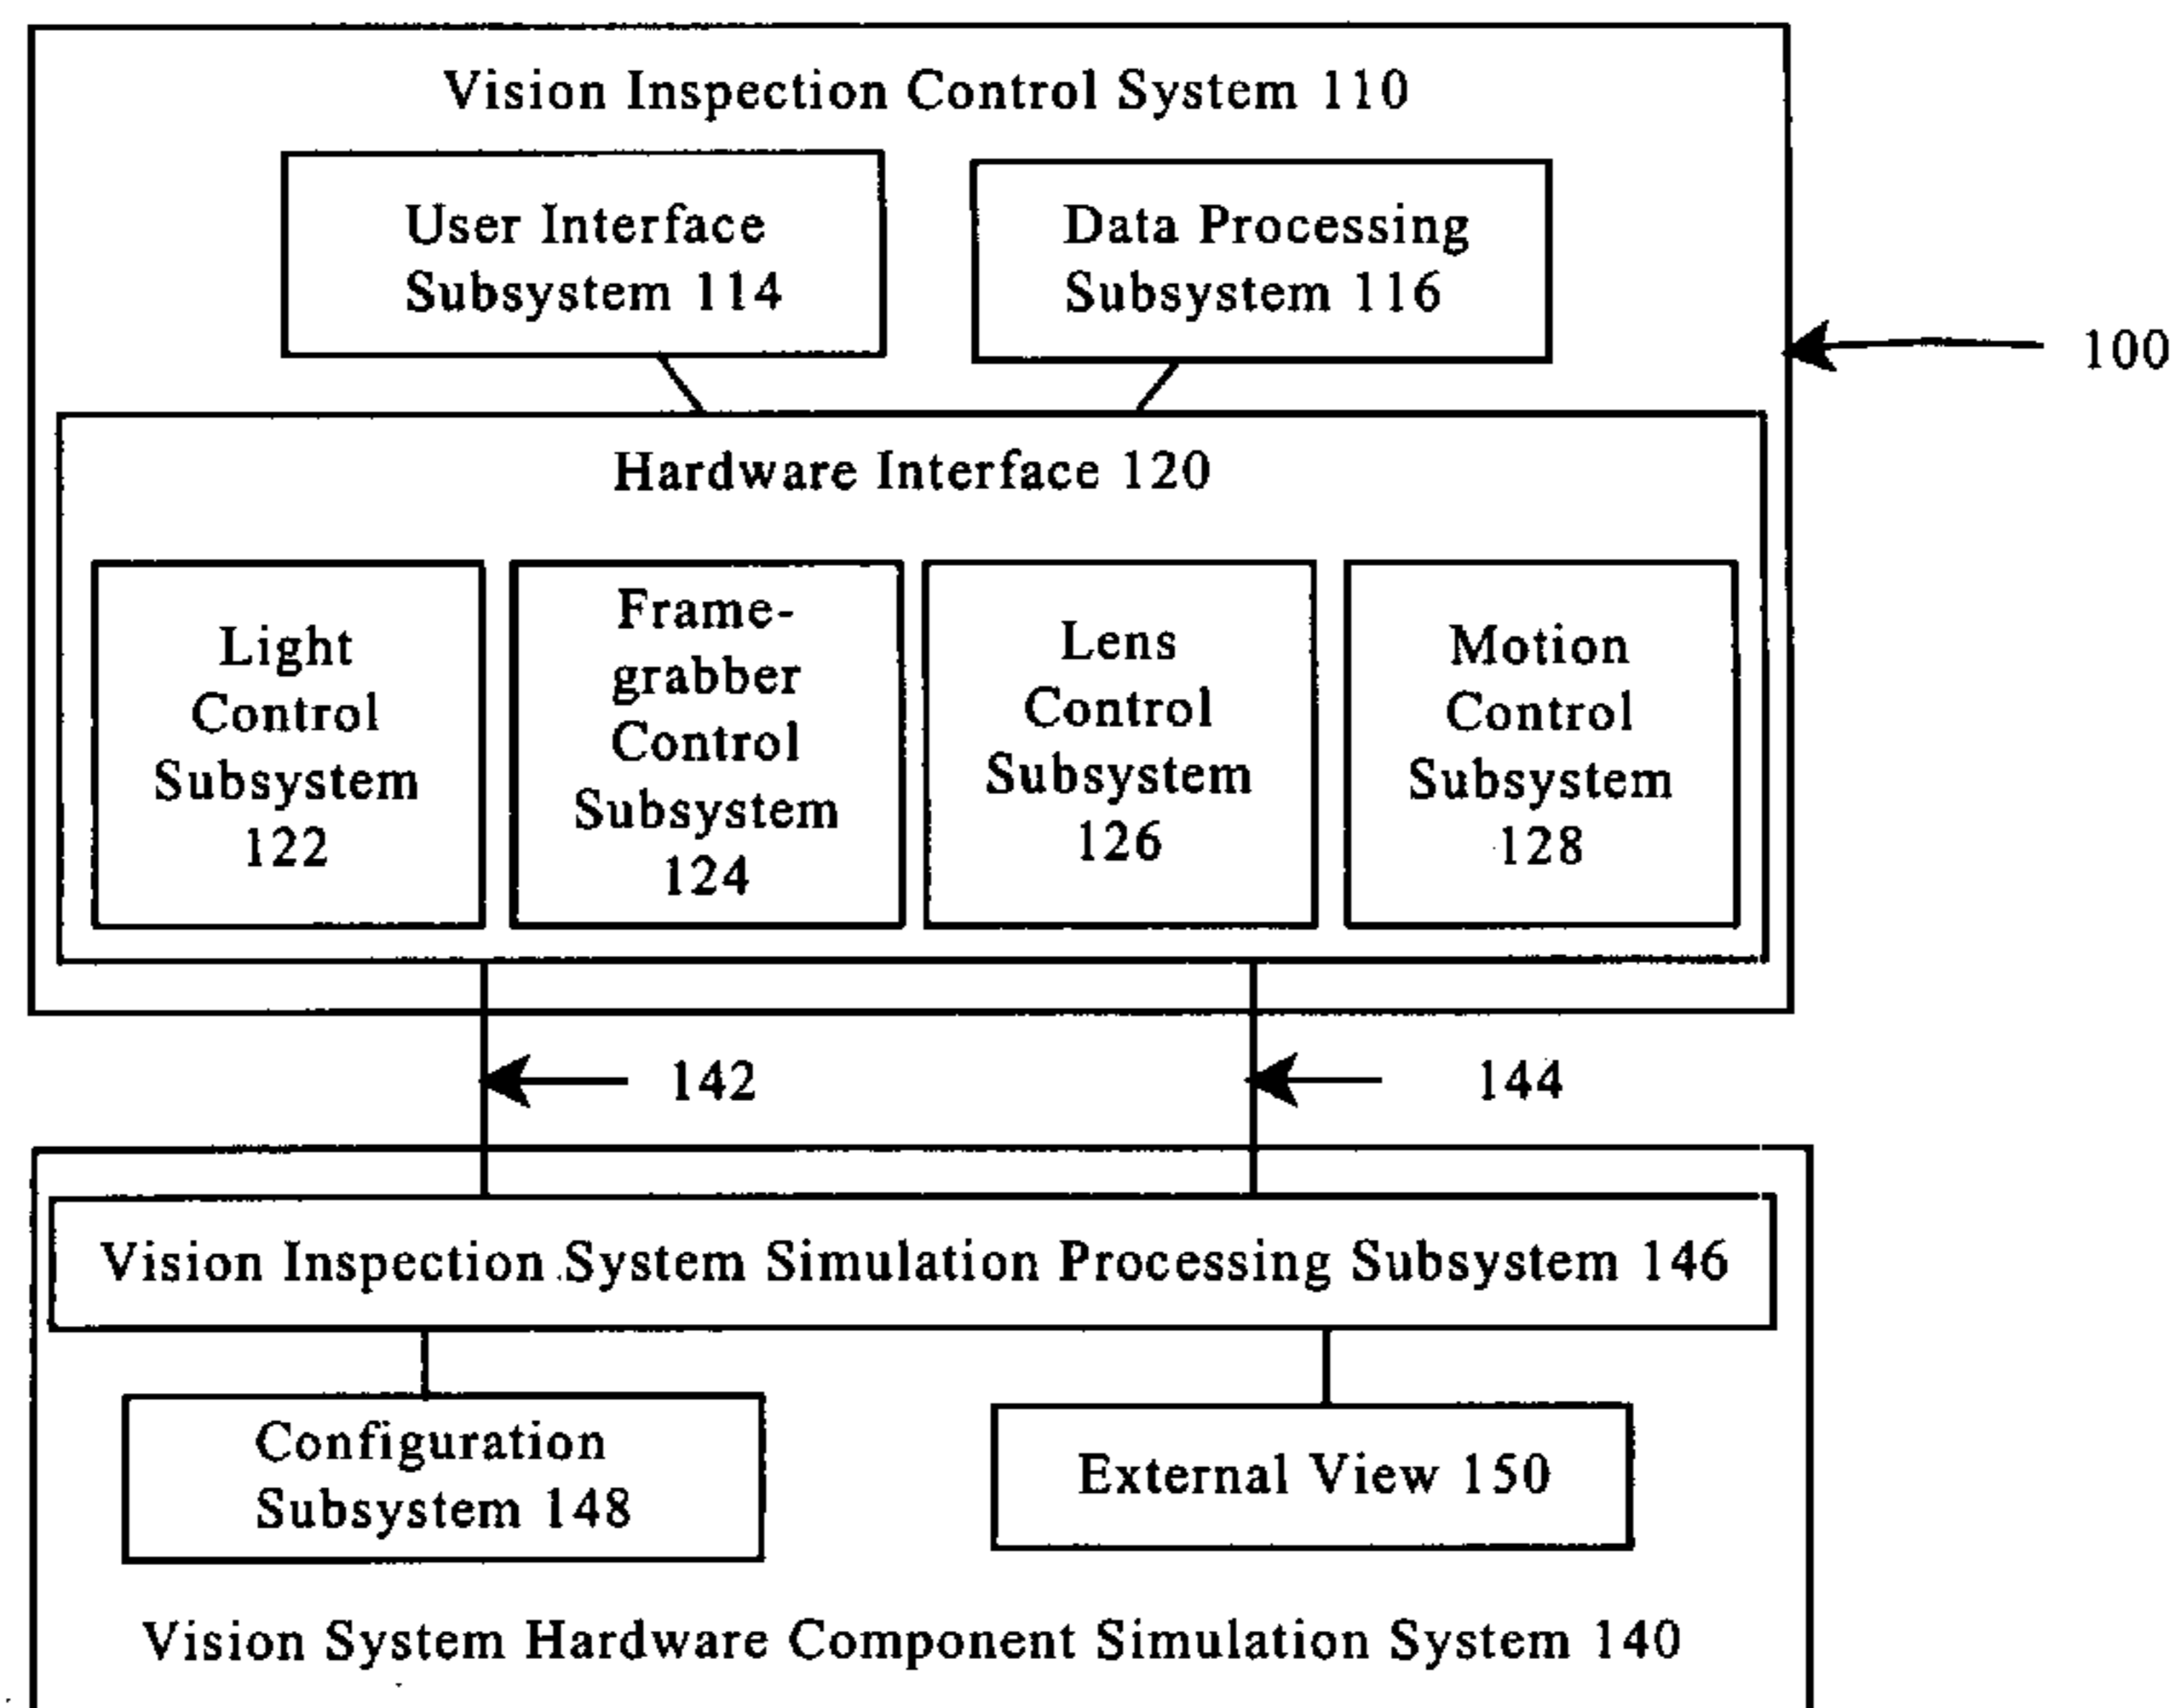 Vision Inspection Control System 110
User Interface
Subsystem 114
Data Processing
Subsystem 116
100
Hardware Interface 120
Light
Control
Subsystem
122
Frame-
grabber
Control
Subsystem
124
Lens
Control
Subsystem
126
Motion
Control
Subsystem
128
142
144
Vision Inspection System Simulation Processing Subsystem 146
Configuration
Subsystem 148
External View 150
Vision System Hardware Component Simulation System 140